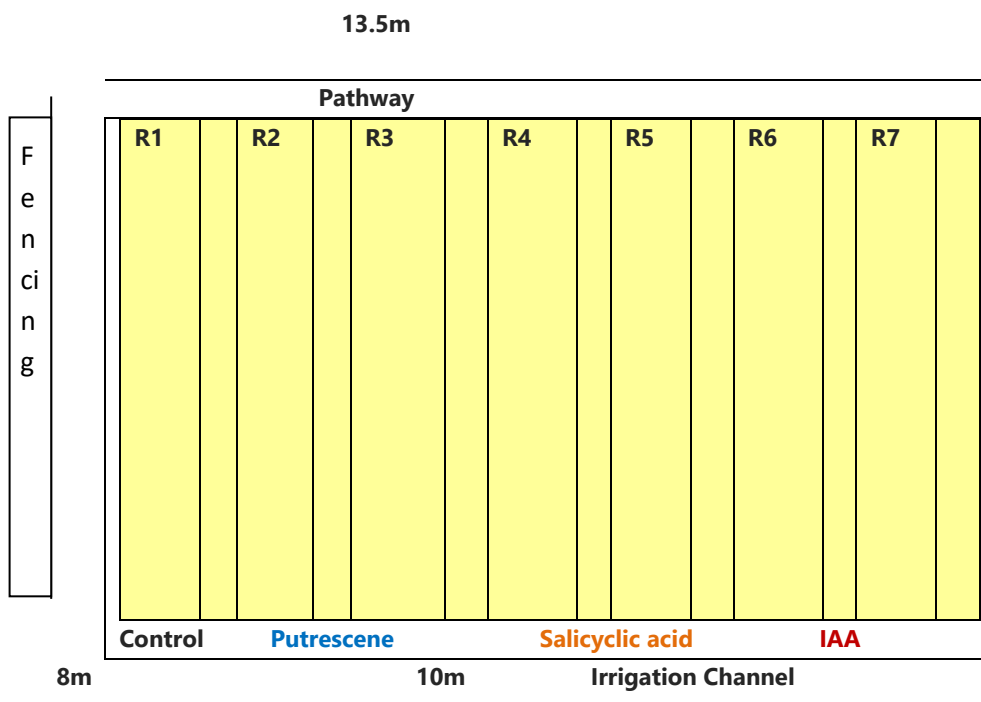 13.5m
Pathway
R1 R2 R3 R4 R5 R6 R7
F
e
n
ci
n
g
Control Putrescene Salicyclic acid IAA
8m 10m Irrigation Channel